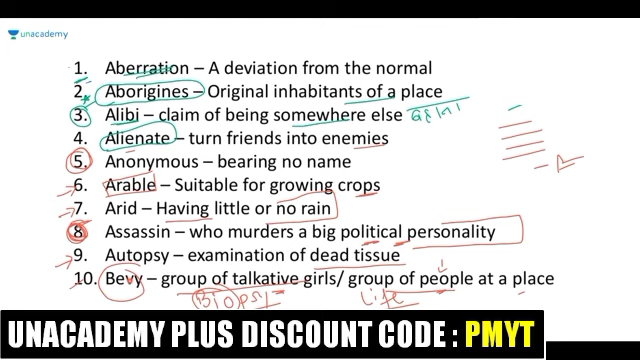 unacademy
1. Aberration – A deviation from the normal
2. Aborigines – Original inhabitants of a place
3. Alibi – claim of being somewhere else बहाना
4. Alienate – turn friends into enemies
5. Anonymous – bearing no name
6. Arable – Suitable for growing crops
7. Arid – Having little or no rain
8. Assassin – who murders a big political personality
9. Autopsy – examination of dead tissue
10. Bevy – group of talkative girls/ group of people at a place
Biopsy life
UNACADEMY PLUS DISCOUNT CODE : PMYT